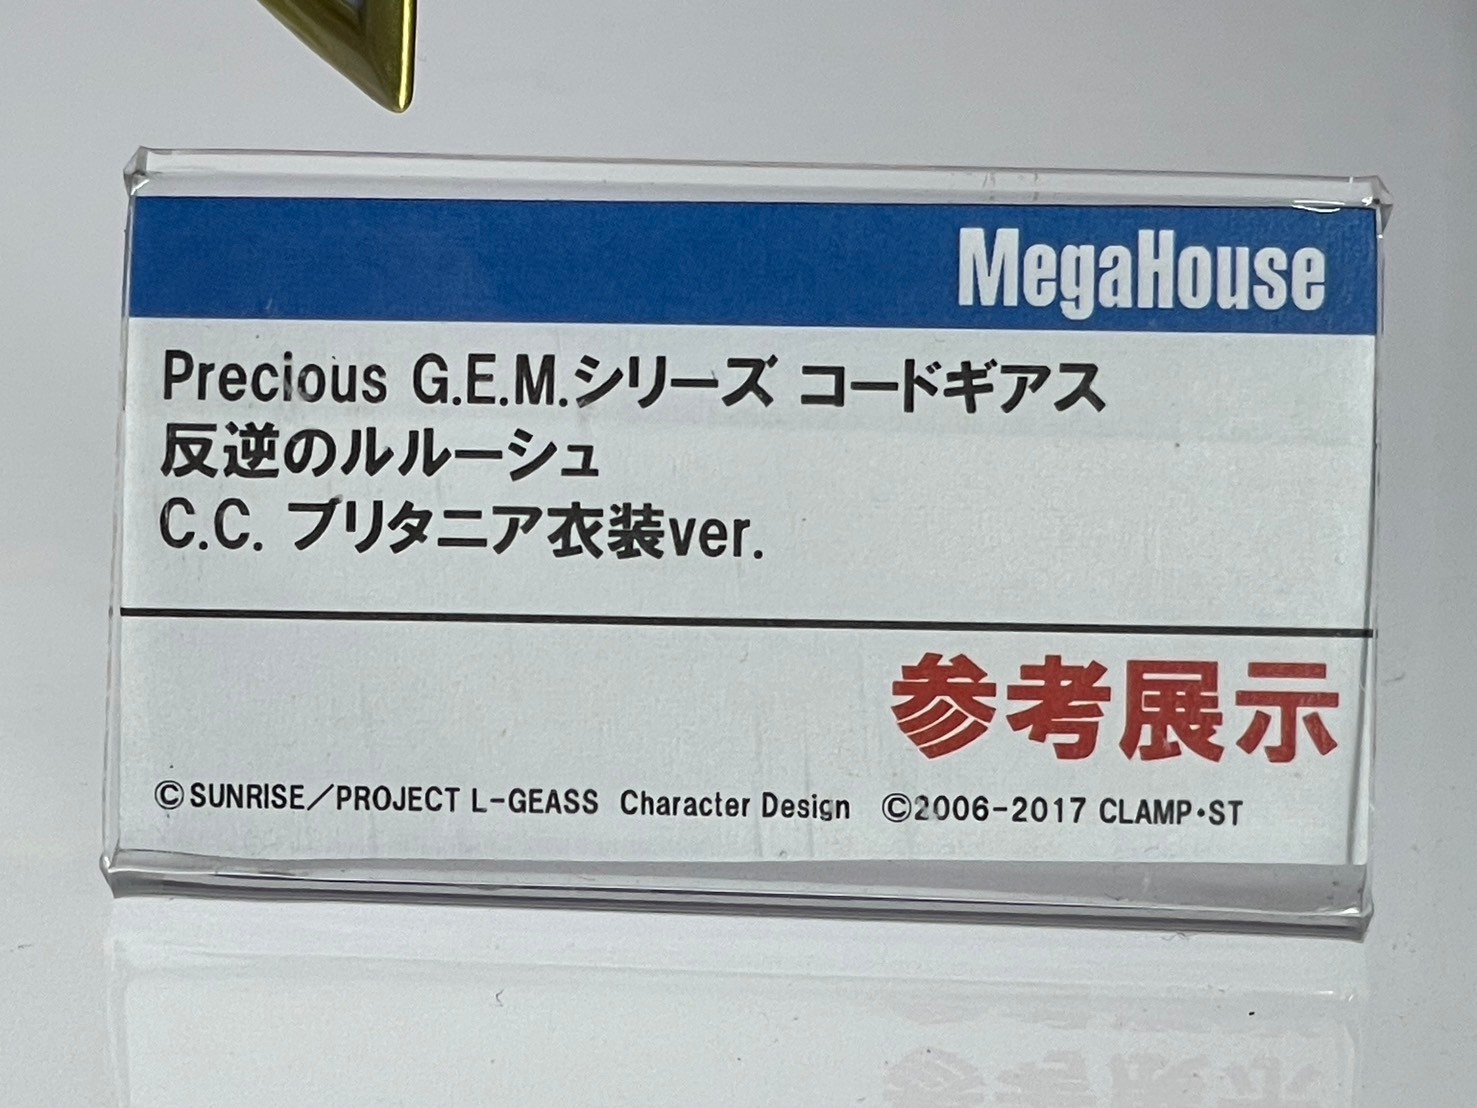 MegaHouse
Precious G.E.M.シリーズ コードギアス
反逆のルルーシュ
C.C. ブリタニア衣装ver.
参考展示
©SUNRISE／PROJECT L-GEASS Character Design ©2006-2017 CLAMP・ST